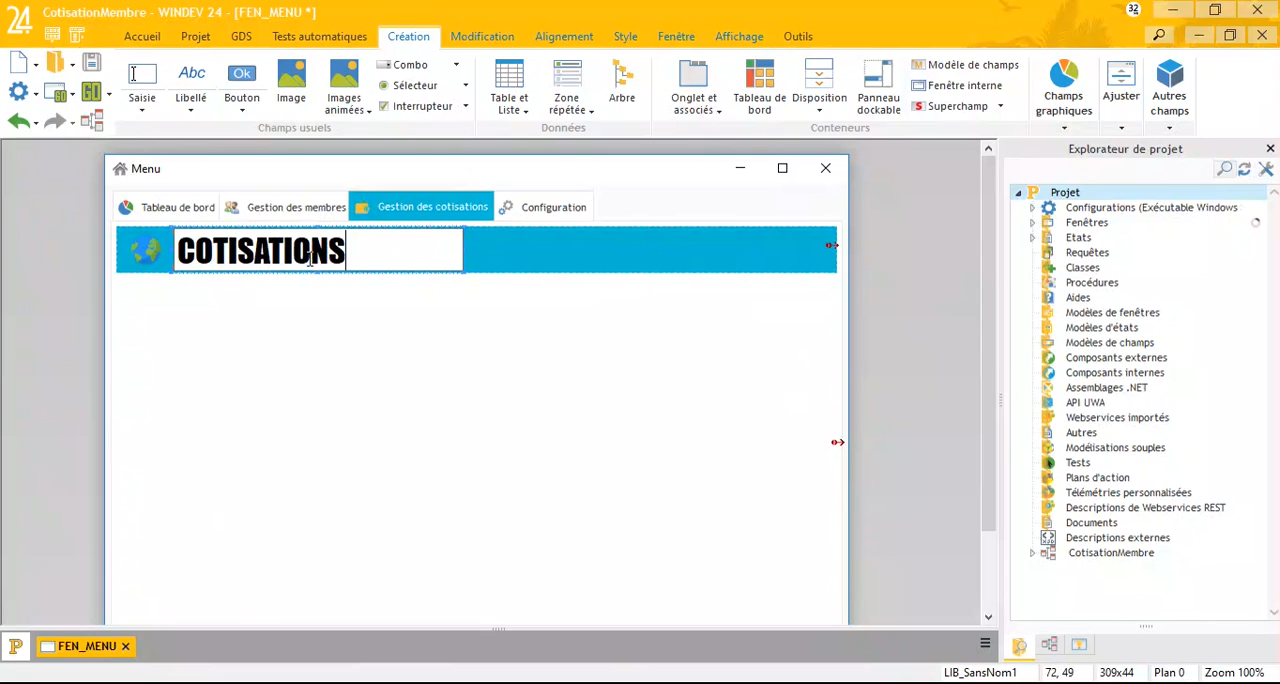 24 CotisationMembre - WINDEV 24 - [FEN_MENU *] 32
Accueil Projet GDS Tests automatiques Création Modification Alignement Style Fenêtre Affichage Outils
Saisie Abc Libellé Ok Bouton Image Images animées Combo Sélecteur Interrupteur
Champs usuels
Table et Liste Zone répétée Arbre
Données
Onglet et associés Tableau de bord Disposition Panneau dockable Modèle de champs Fenêtre interne Superchamp
Conteneurs
Champs graphiques Ajuster Autres champs
GO GO
Menu
Tableau de bord Gestion des membres Gestion des cotisations Configuration
COTISATIONS
Explorateur de projet
Projet
Configurations (Exécutable Windows
Fenêtres
Etats
Requêtes
Classes
Procédures
Aides
Modèles de fenêtres
Modèles d'états
Modèles de champs
Composants externes
Composants internes
Assemblages .NET
API UWA
Webservices importés
Autres
Modélisations souples
Tests
Plans d'action
Télémétries personnalisées
Descriptions de Webservices REST
Documents
Descriptions externes
CotisationMembre
P FEN_MENU
LIB_SansNom1 72, 49 309x44 Plan 0 Zoom 100%